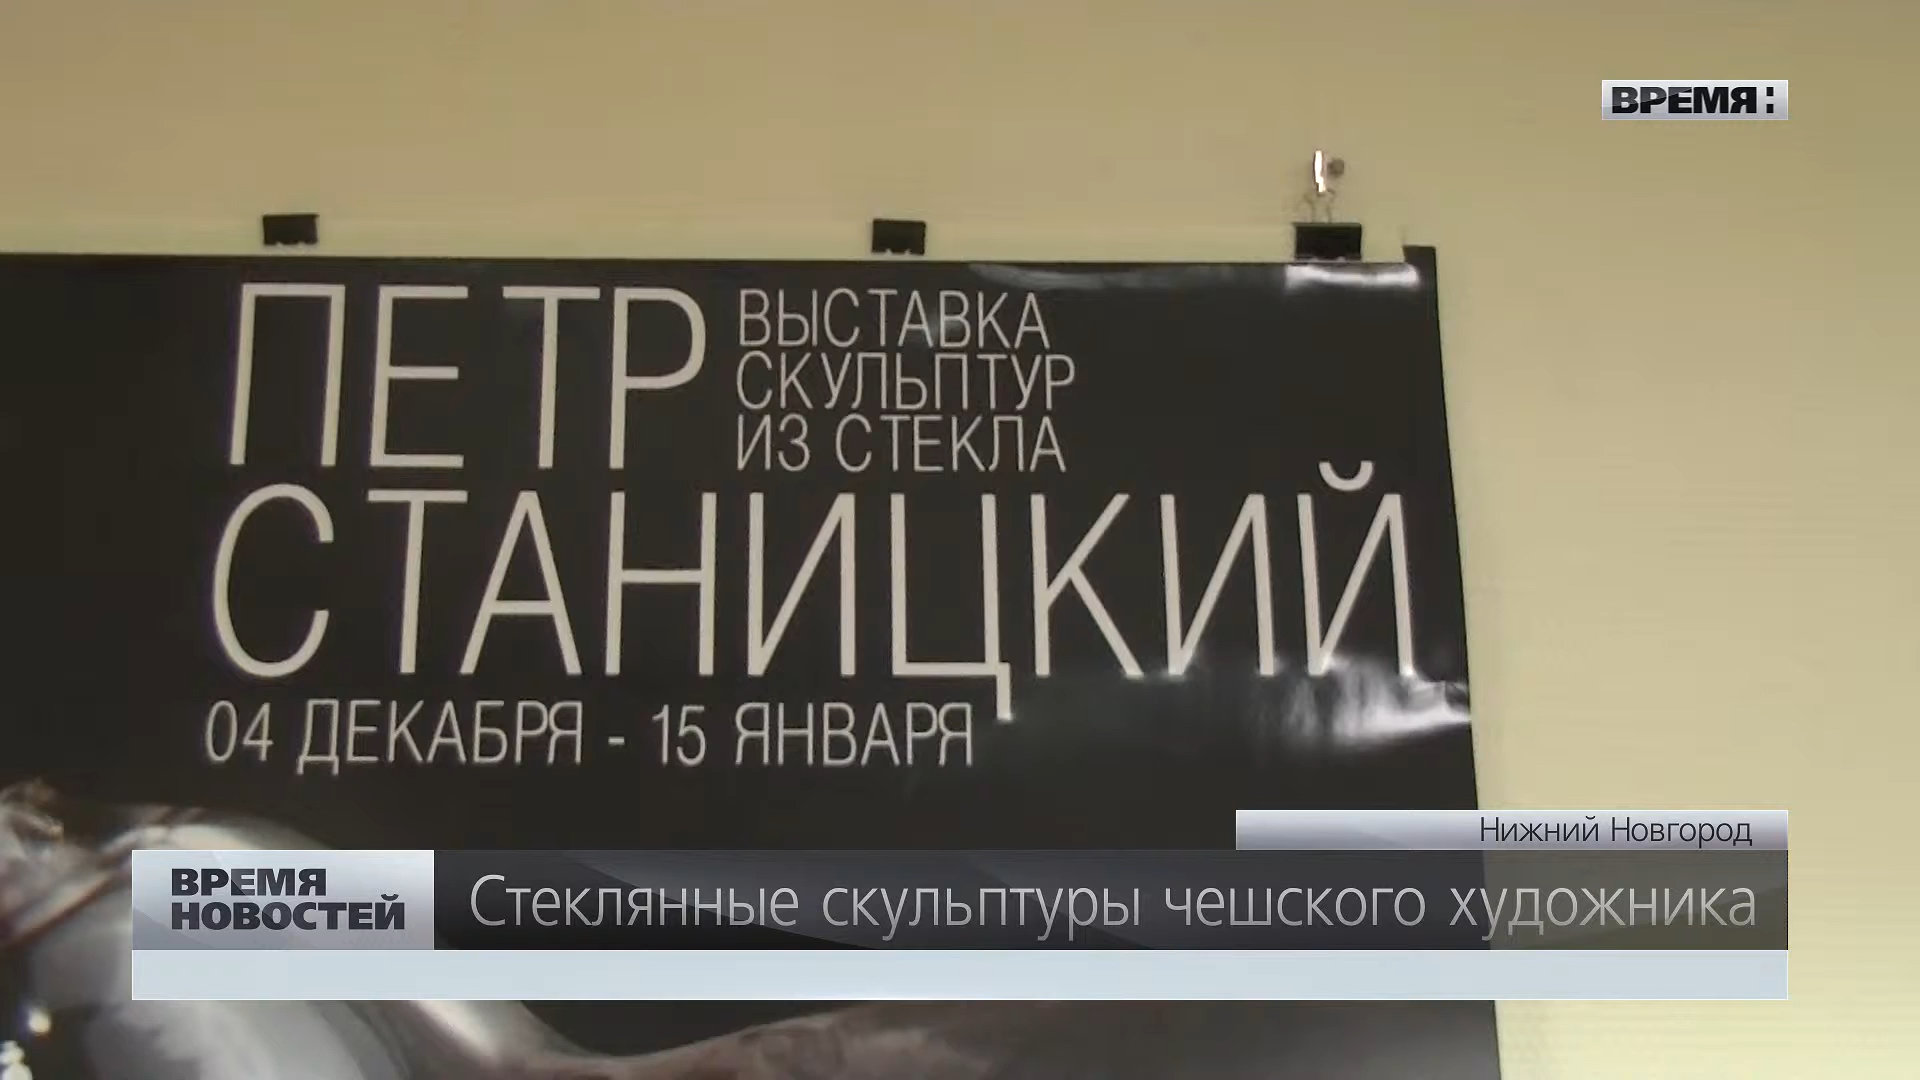 ВРЕМЯ:
ПЕТР
ВЫСТАВКА
СКУЛЬПТУР
ИЗ СТЕКЛА
СТАНИЦКИЙ
04 ДЕКАБРЯ - 15 ЯНВАРЯ
Нижний Новгород
ВРЕМЯ
НОВОСТЕЙ
Стеклянные скульптуры чешского художника